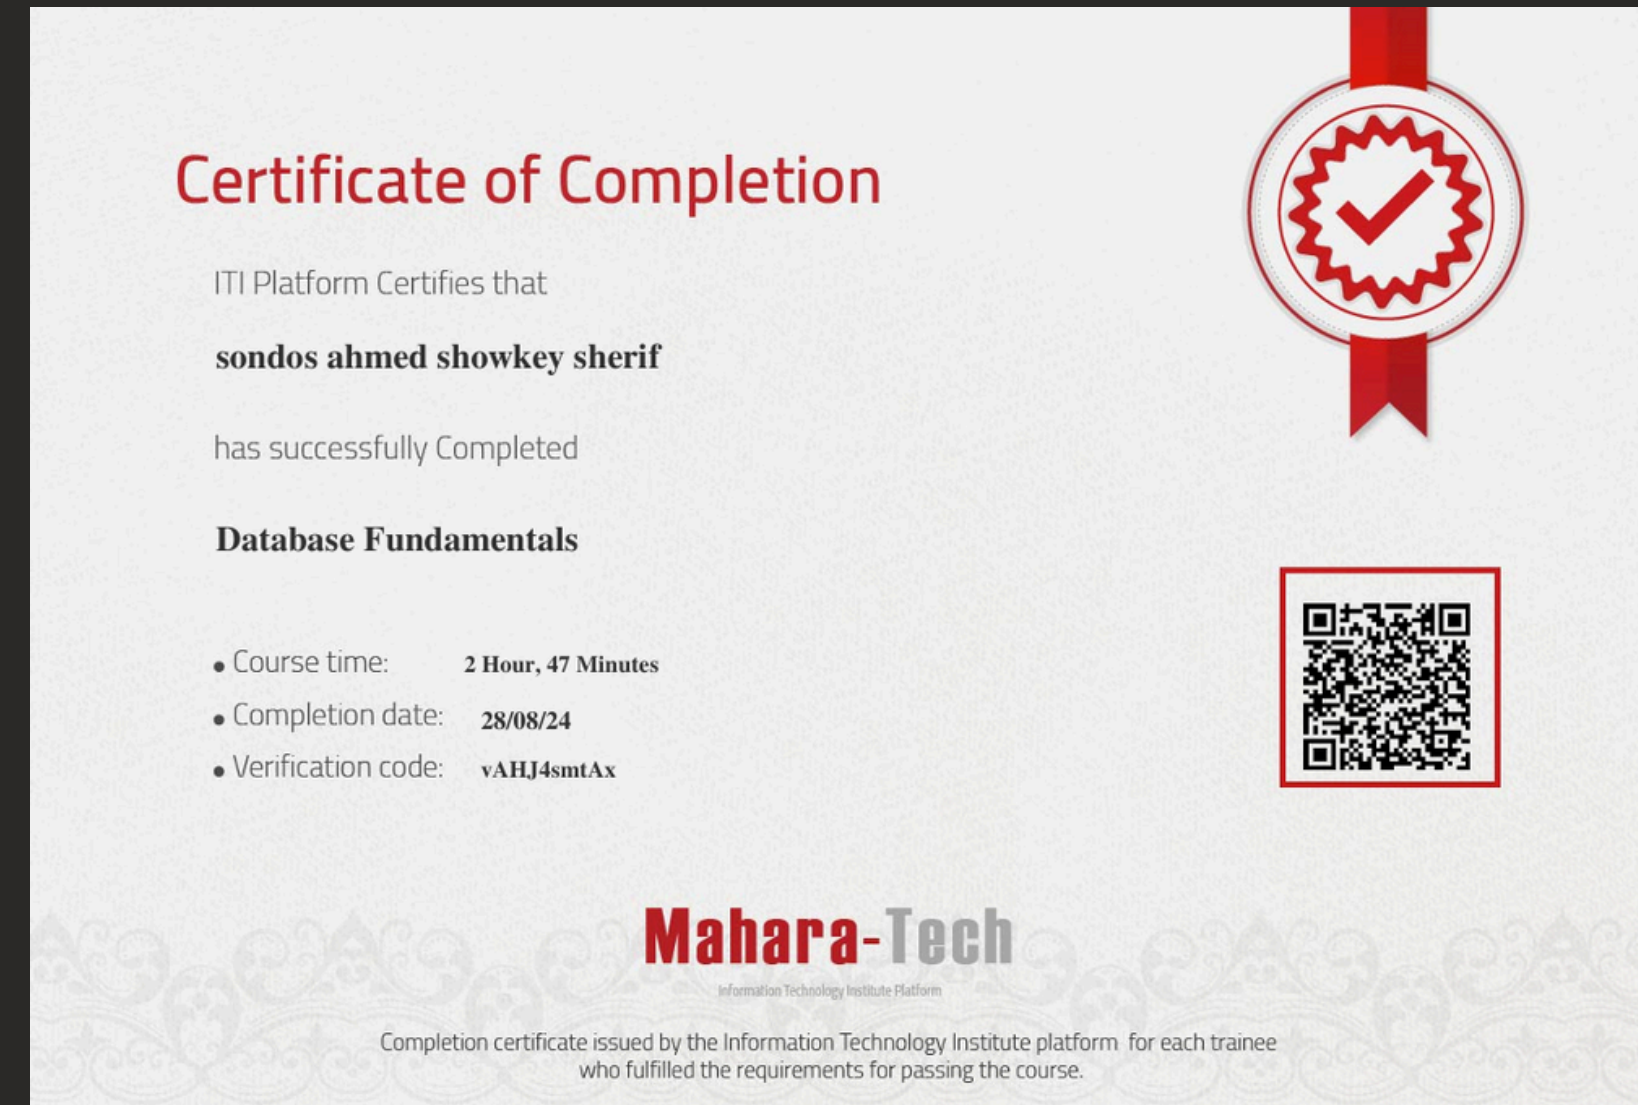 Certificate of Completion
ITI Platform Certifies that
sondos ahmed showkey sherif
has successfully Completed
Database Fundamentals
• Course time: 2 Hour, 47 Minutes
• Completion date: 28/08/24
• Verification code: vAHJ4smtAx
Mahara-Tech
Information Technology Institute Platform
Completion certificate issued by the Information Technology Institute platform for each trainee
who fulfilled the requirements for passing the course.